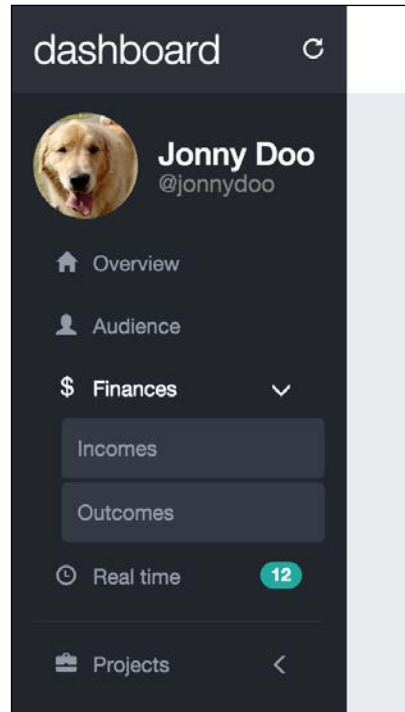 dashboard
Jonny Doo
@jonnydoo
Overview
Audience
$ Finances
Incomes
Outcomes
Real time 12
Projects